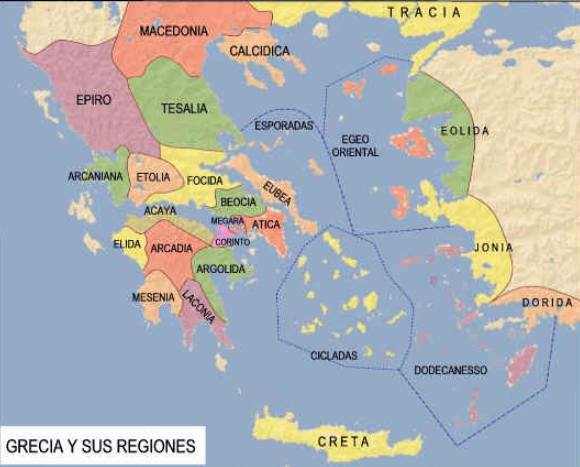 TRACIA
MACEDONIA
CALCIDICA
EPIRO
TESALIA
ESPORADAS
EGEO
ORIENTAL
EOLIDA
ARCANIANA
ETOLIA
FOCIDA
EUBEA
BEOCIA
ACAYA
MEGARA
ATICA
ELIDA
ARCADIA
CORINTO
JONIA
ARGOLIDA
MESENIA
LACONIA
DORIDA
CICLADAS
DODECANESSO
CRETA
GRECIA Y SUS REGIONES